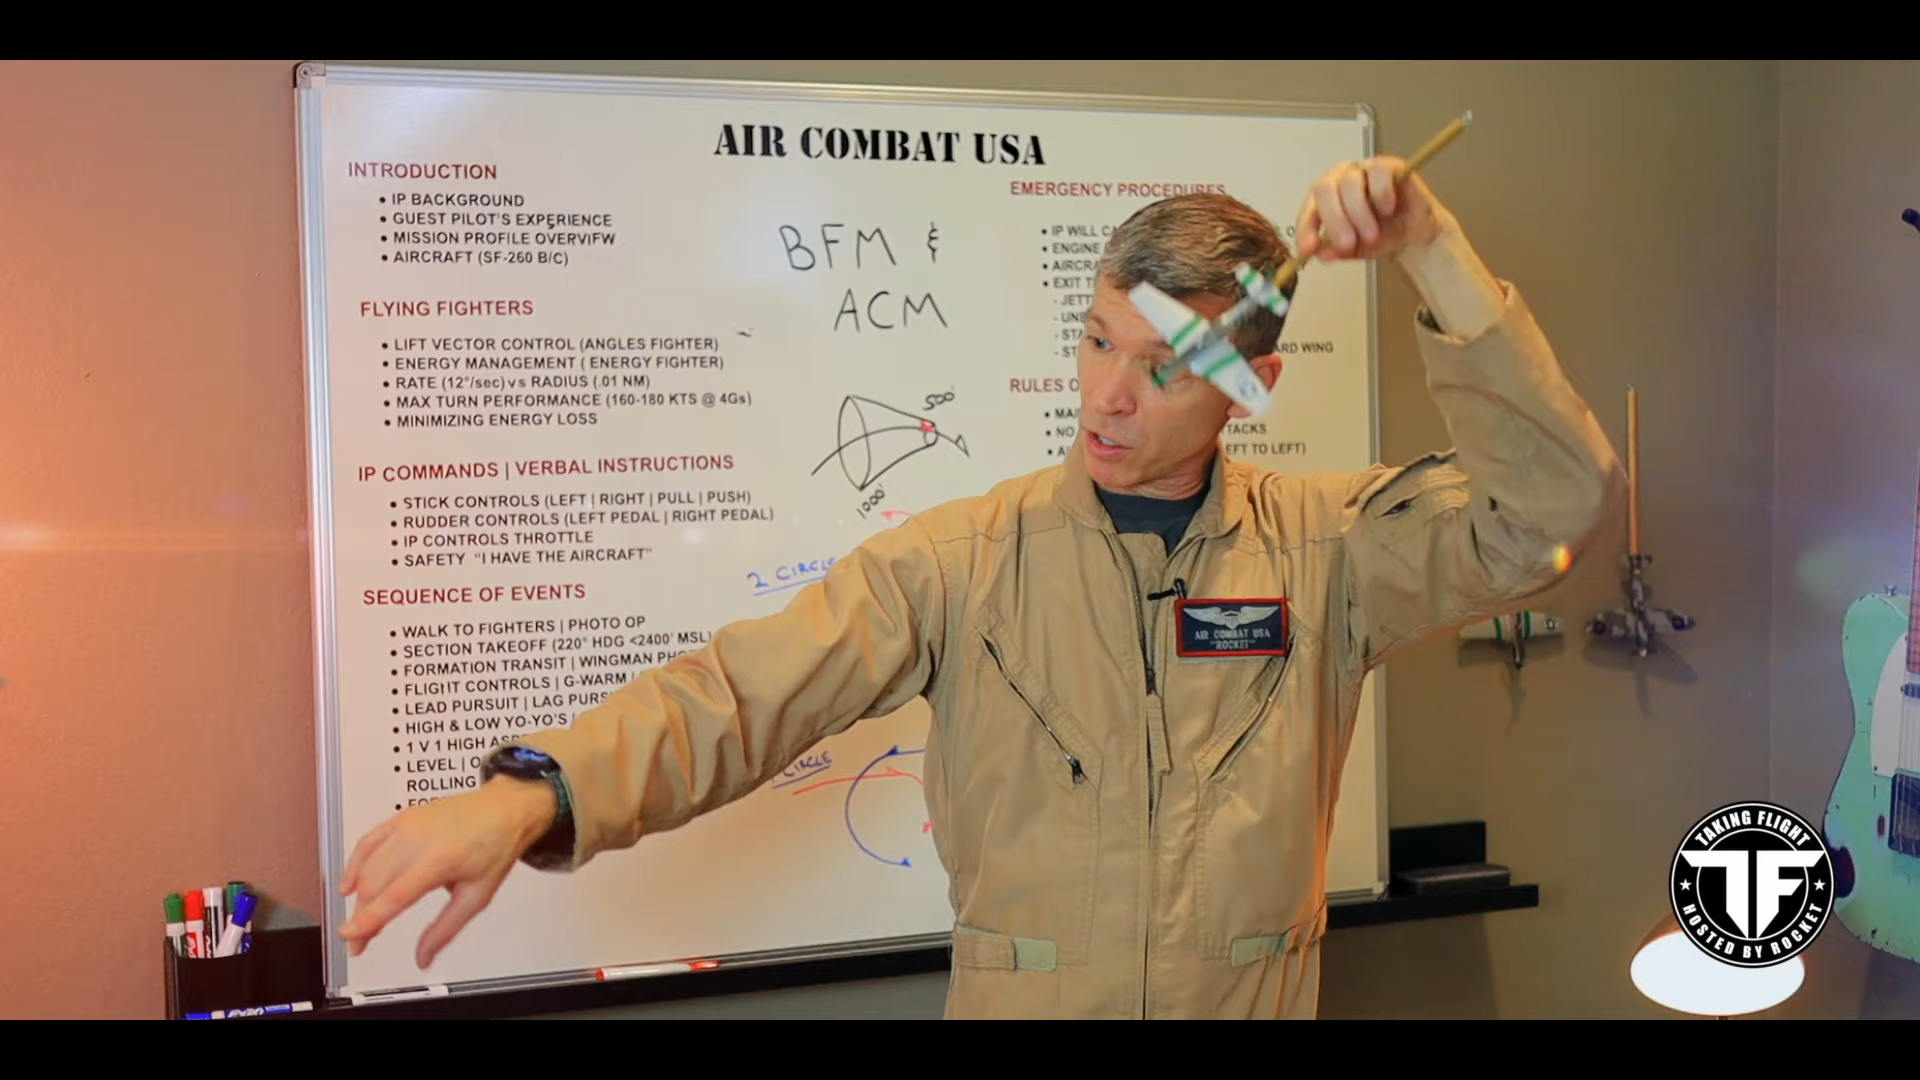 AIR COMBAT USA
INTRODUCTION
• IP BACKGROUND
• GUEST PILOT'S EXPERIENCE
• MISSION PROFILE OVERVIEW
• AIRCRAFT (SF-260 B/C)
FLYING FIGHTERS
• LIFT VECTOR CONTROL (ANGLES FIGHTER)
• ENERGY MANAGEMENT ( ENERGY FIGHTER)
• RATE (12°/sec) vs RADIUS (.01 NM)
• MAX TURN PERFORMANCE (160-180 KTS @ 4Gs)
• MINIMIZING ENERGY LOSS
IP COMMANDS | VERBAL INSTRUCTIONS
• STICK CONTROLS (LEFT | RIGHT | PULL | PUSH)
• RUDDER CONTROLS (LEFT PEDAL | RIGHT PEDAL)
• IP CONTROLS THROTTLE
• SAFETY "I HAVE THE AIRCRAFT"
SEQUENCE OF EVENTS
• WALK TO FIGHTERS | PHOTO OP
• SECTION TAKEOFF (220° HDG <2400' MSL)
• FORMATION TRANSIT | WINGMAN
• FLIGHT CONTROLS | G-WARM
• LEAD PURSUIT | LAG
• HIGH & LOW YO-YO'S
• 1 V 1 HIGH
• LEVEL |
ROLLING
BFM &
ACM
500'
1000'
2 CIRCLE
CIRCLE
EMERGENCY PROCEDURES
• IP WILL
• ENGINE
•
• EXIT
WING
RULES
•
• NO
TACKS
LEFT TO LEFT)
AIR COMBAT USA
"ROCKET"
EXPO
TAKING FLIGHT
TF
HOSTED BY ROCKET